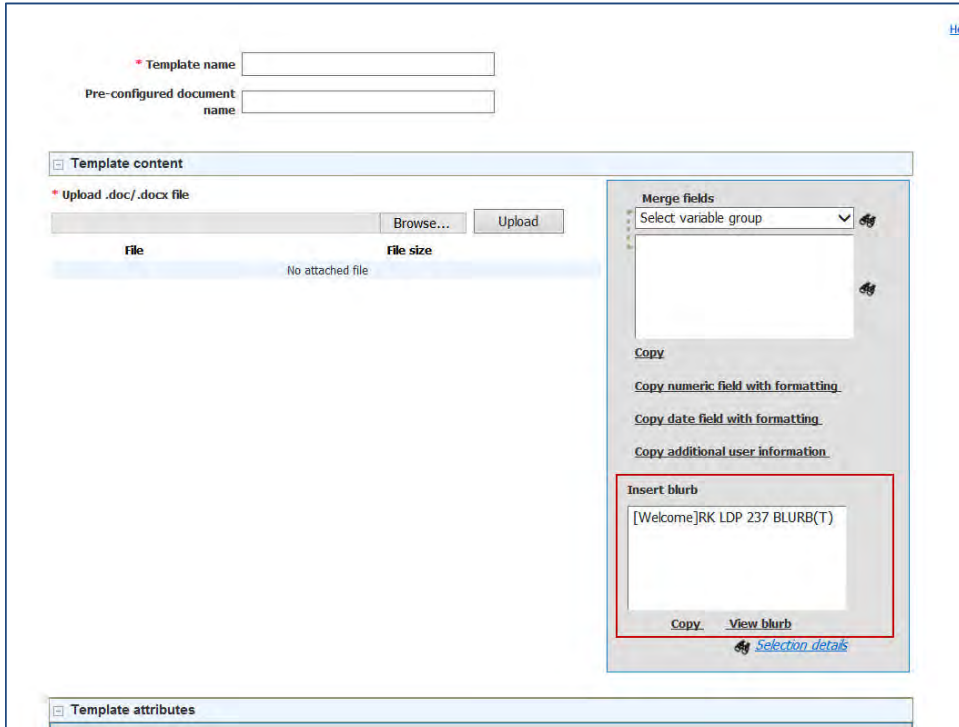 * Template name
Pre-configured document
name
Template content
* Upload .doc/.docx file
Browse...
Upload
File
File size
No attached file
Merge fields
Select variable group
Copy
Copy numeric field with formatting
Copy date field with formatting
Copy additional user information
Insert blurb
[Welcome]RK LDP 237 BLURB(T)
Copy
View blurb
Selection details
Template attributes